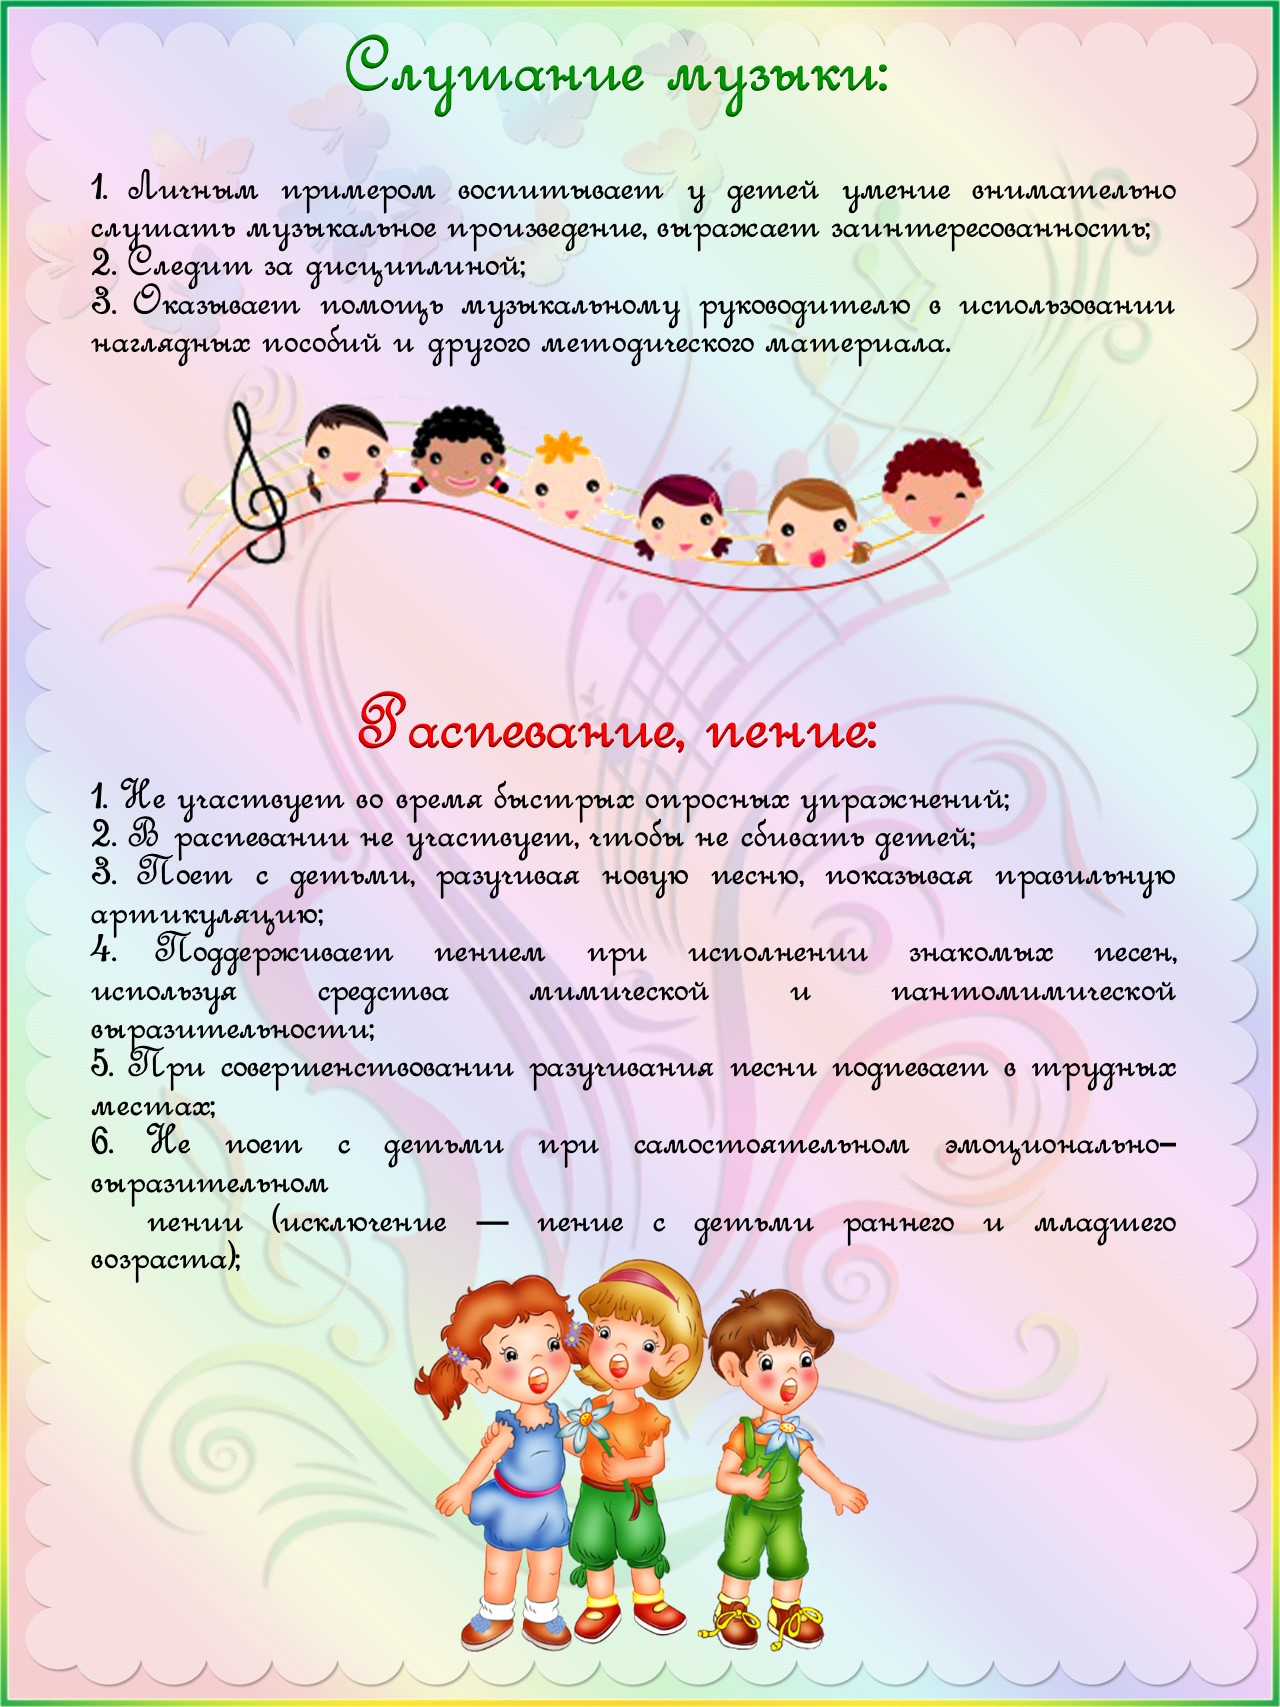 Слушание музыки:
1. Личным примером воспитывает у детей умение внимательно
слушать музыкальное произведение, выражает заинтересованность;
2. Следит за дисциплиной;
3. Оказывает помощь музыкальному руководителю в использовании
наглядных пособий и другого методического материала.
Распевание, пение:
1. Не участвует во время быстрых опросных упражнений;
2. В распевании не участвует, чтобы не сбивать детей;
3. Поет с детьми, разучивая новую песню, показывая правильную
артикуляцию;
4. Поддерживает пением при исполнении знакомых песен,
используя средства мимической и пантомимической
выразительности;
5. При совершенствовании разучивания песни подпевает в трудных
местах;
6. Не поет с детьми при самостоятельном эмоционально–
выразительном
пении (исключение — пение с детьми раннего и младшего
возраста);